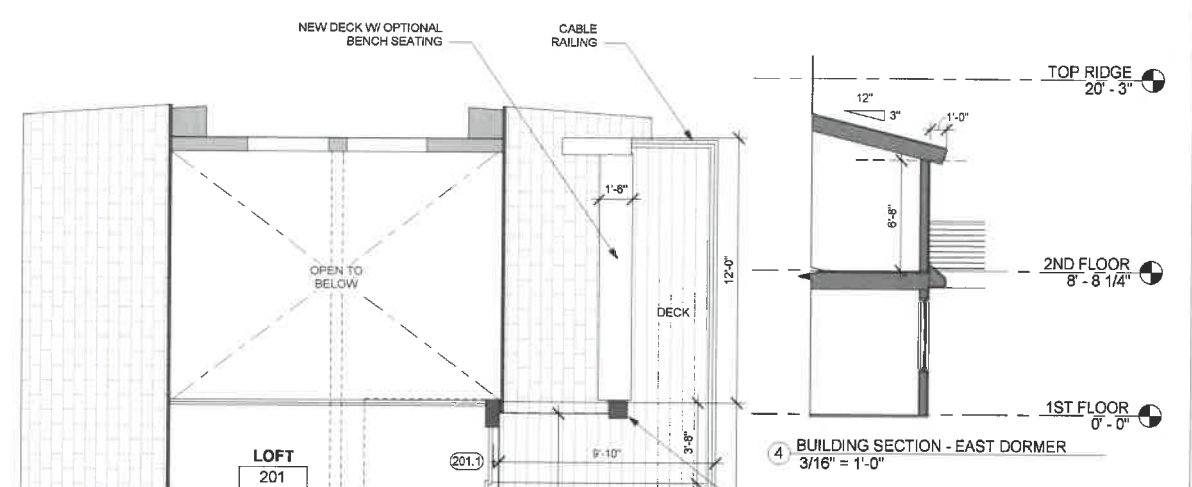 NEW DECK W/ OPTIONAL
BENCH SEATING
CABLE
RAILING
1'-6"
OPEN TO
BELOW
DECK
12'-0"
3'-8"
9'-10"
LOFT
201
201.1
12"
3"
1'-0"
6'-8"
TOP RIDGE
20' - 3"
2ND FLOOR
8' - 8 1/4"
1ST FLOOR
0' - 0"
4 BUILDING SECTION - EAST DORMER
3/16" = 1'-0"